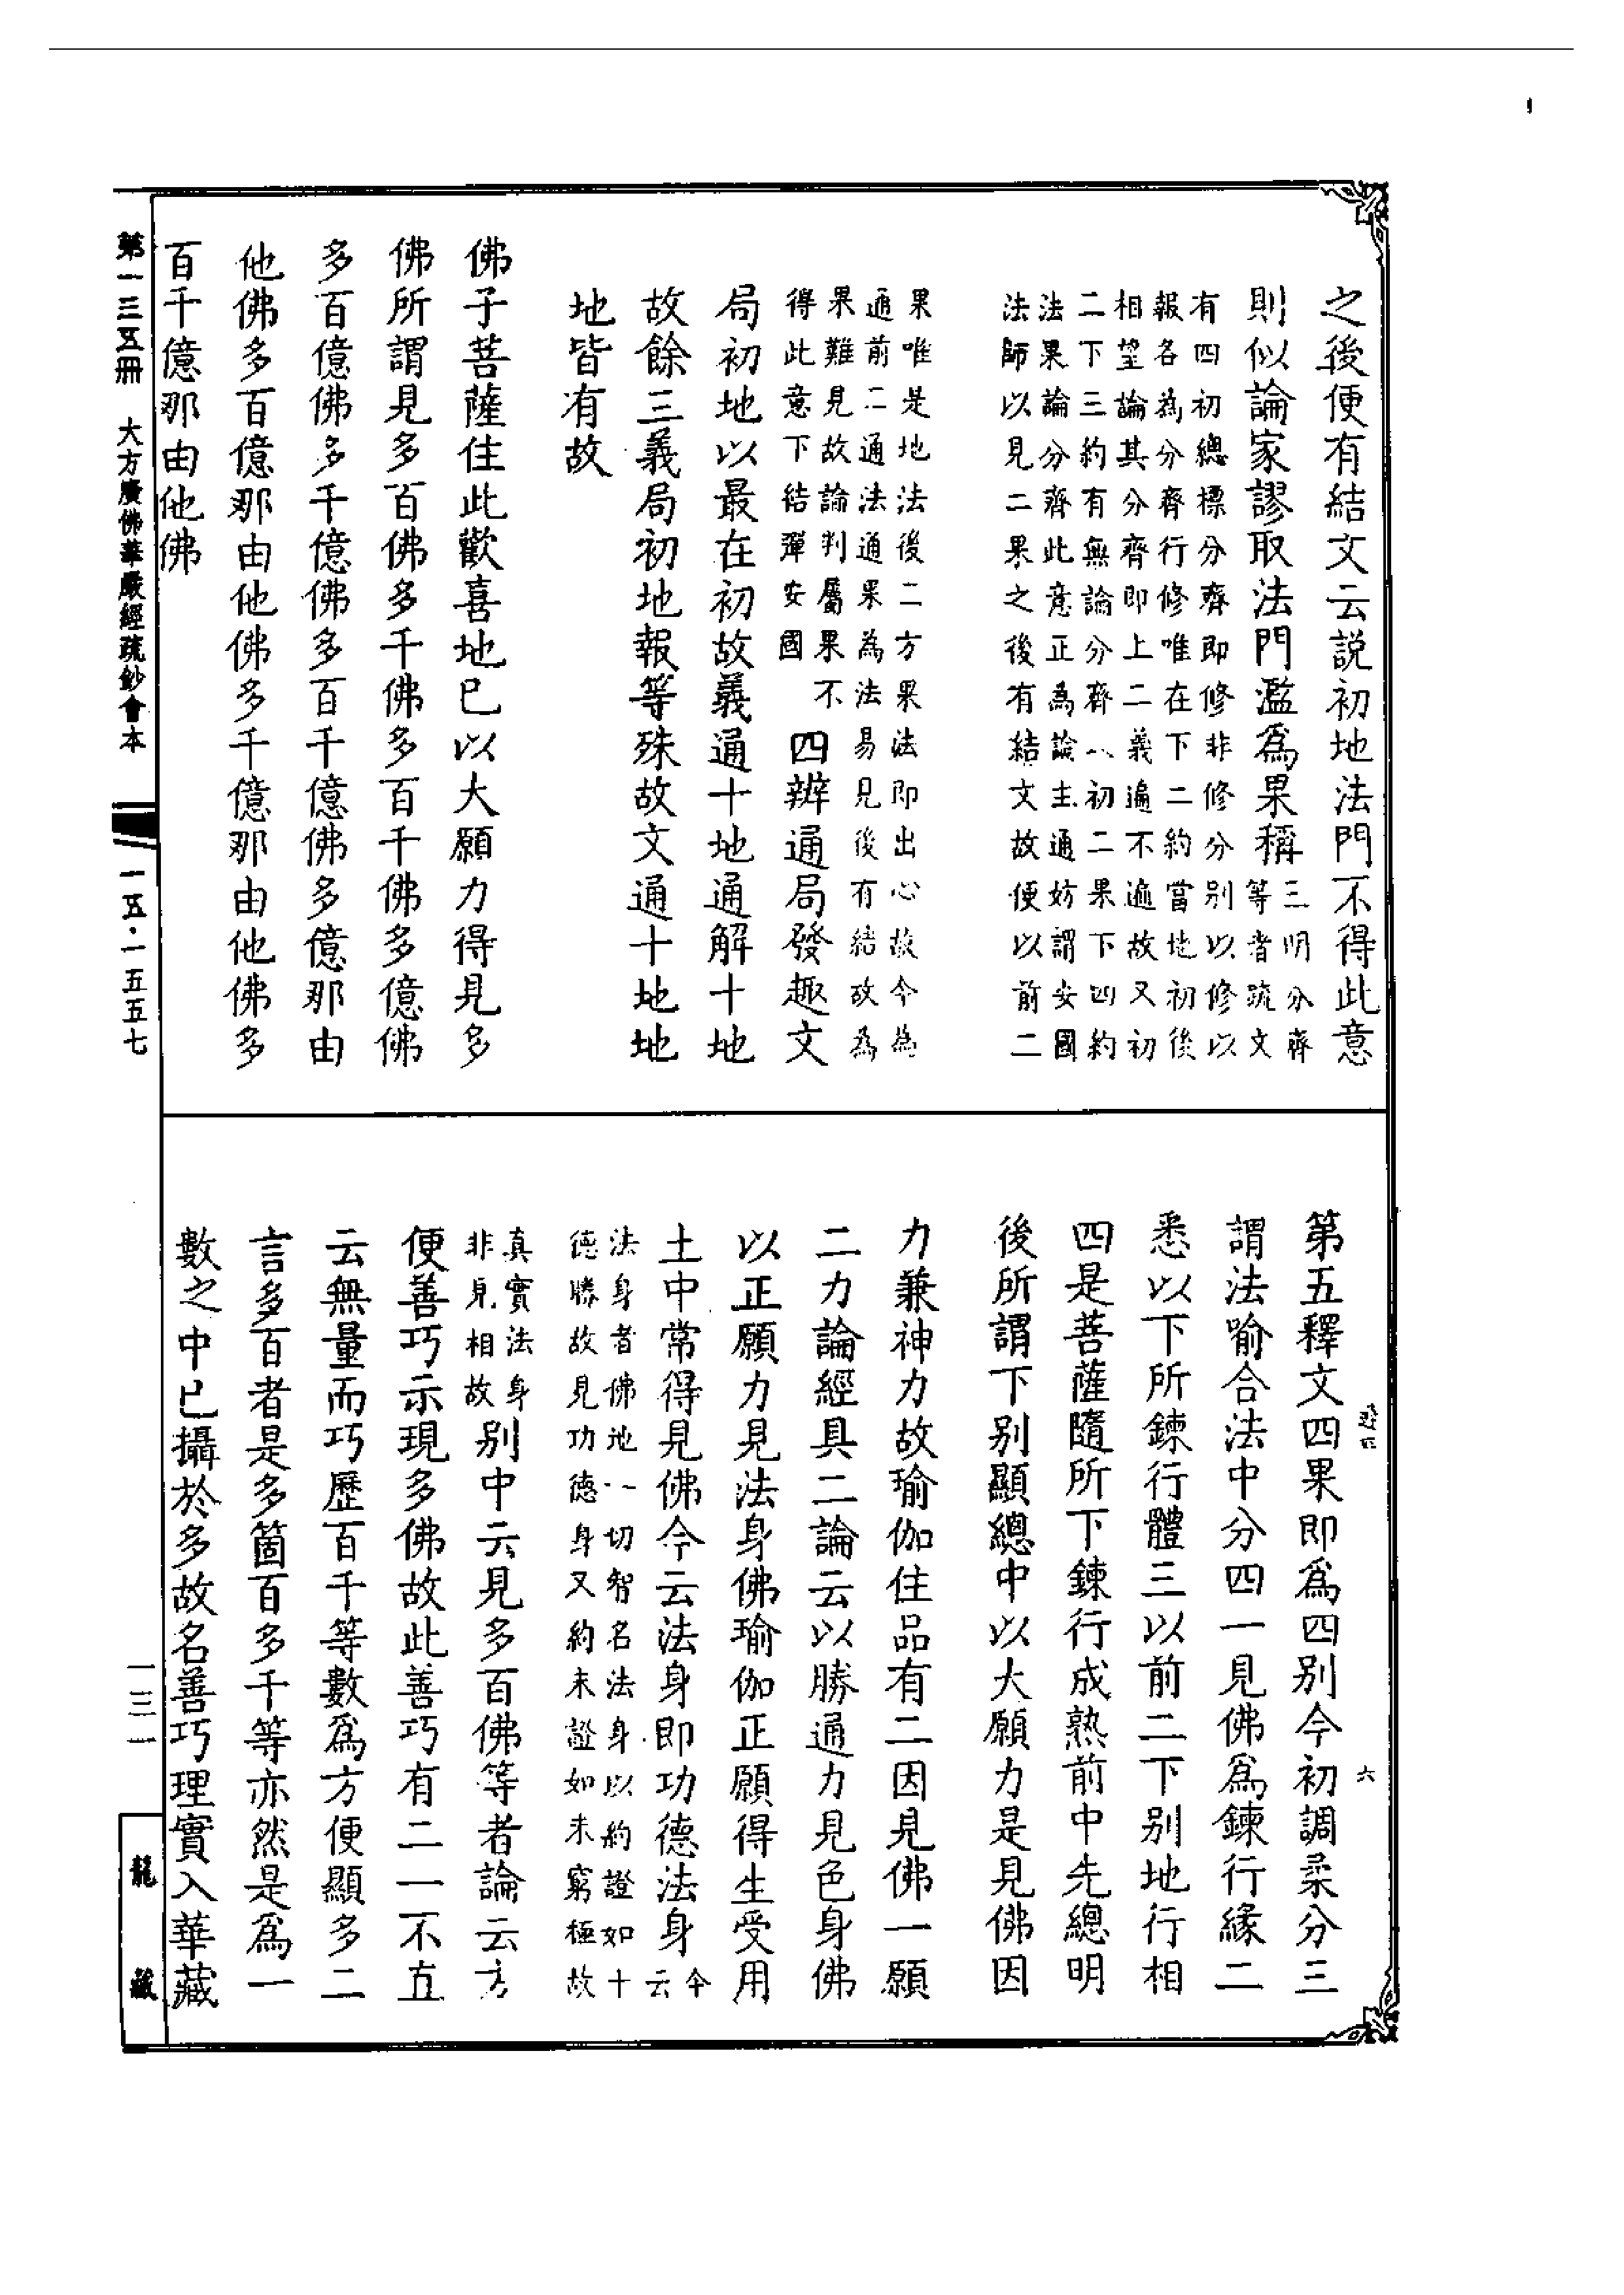 之後便有結文云説初地法門不得此意
則似論家謬取法門濫爲果稱三明分齊
等者疏文
有四初總標分齊即修非修分别以修以
報各為分齊行修唯在下二約當地初後
相望論其分齊即上二義遍不遍故又初
二下三約有無論分齊八初二果下四約
法果論分齊此意正為論主通妨謂安國
法師以見二果之後有結文故便以前二
果唯是地法後二方果法即出心故今為
通前二通法通果為法易見後有結故為
果難見故論判屬果不
得此意下結彈安國
四辨通局發趣文
局初地以最在初故義通十地通解十地
故餘三義局初地報等殊故文通十地地
地皆有故
佛子菩薩住此歡喜地已以大願力得見多
佛所謂見多百佛多千佛多百千佛多億佛
多百億佛多千億佛多百千億佛多億那由
他佛多百億那由他佛多千億那由他佛多
百千億那由他佛
第一三五冊 大方廣佛華嚴經疏鈔會本 一五·一五五七
六
第五釋文四果即爲四别今初調柔分三
謂法喻合法中分四一見佛爲鍊行緣二
悉以下所鍊行體三以前二下别地行相
四是菩薩隨所下鍊行成熟前中先總明
後所謂下别顯總中以大願力是見佛因
力兼神力故瑜伽住品有二因見佛一願
二力論經具二論云以勝通力見色身佛
以正願力見法身佛瑜伽正願得生受用
土中常得見佛今云法身即功德法身今
云
法身者佛地一切智名法身以約證如十
德勝故見功德身又約未證如未窮極故
真實法身
非見相故
别中云見多百佛等者論云方
便善巧示現多佛故此善巧有二一不直
云無量而巧歷百千等數爲方便顯多二
言多百者是多箇百多千等亦然是爲一
數之中已攝於多故名善巧理實入華藏
一三一
龍藏